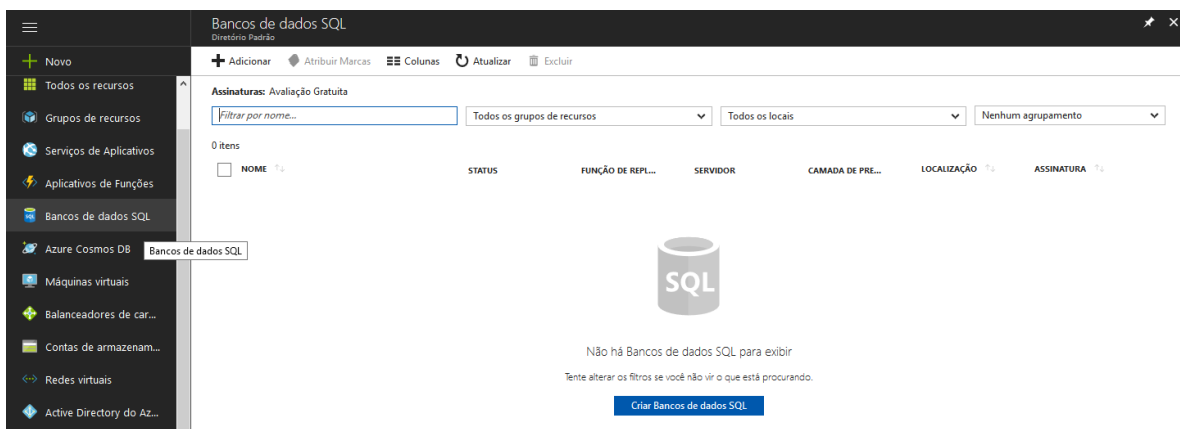 Bancos de dados SQL
Diretório Padrão
Novo
Todos os recursos
Grupos de recursos
Serviços de Aplicativos
Aplicativos de Funções
Bancos de dados SQL
Azure Cosmos DB
Bancos de dados SQL
Máquinas virtuais
Balanceadores de car...
Contas de armazenam...
Redes virtuais
Active Directory do Az...
Adicionar Atribuir Marcas Colunas Atualizar Excluir
Assinaturas: Avaliação Gratuita
Filtrar por nome... Todos os grupos de recursos Todos os locais Nenhum agrupamento
0 itens
NOME STATUS FUNÇÃO DE REPL... SERVIDOR CAMADA DE PRE... LOCALIZAÇÃO ASSINATURA
SQL
Não há Bancos de dados SQL para exibir
Tente alterar os filtros se você não vir o que está procurando.
Criar Bancos de dados SQL